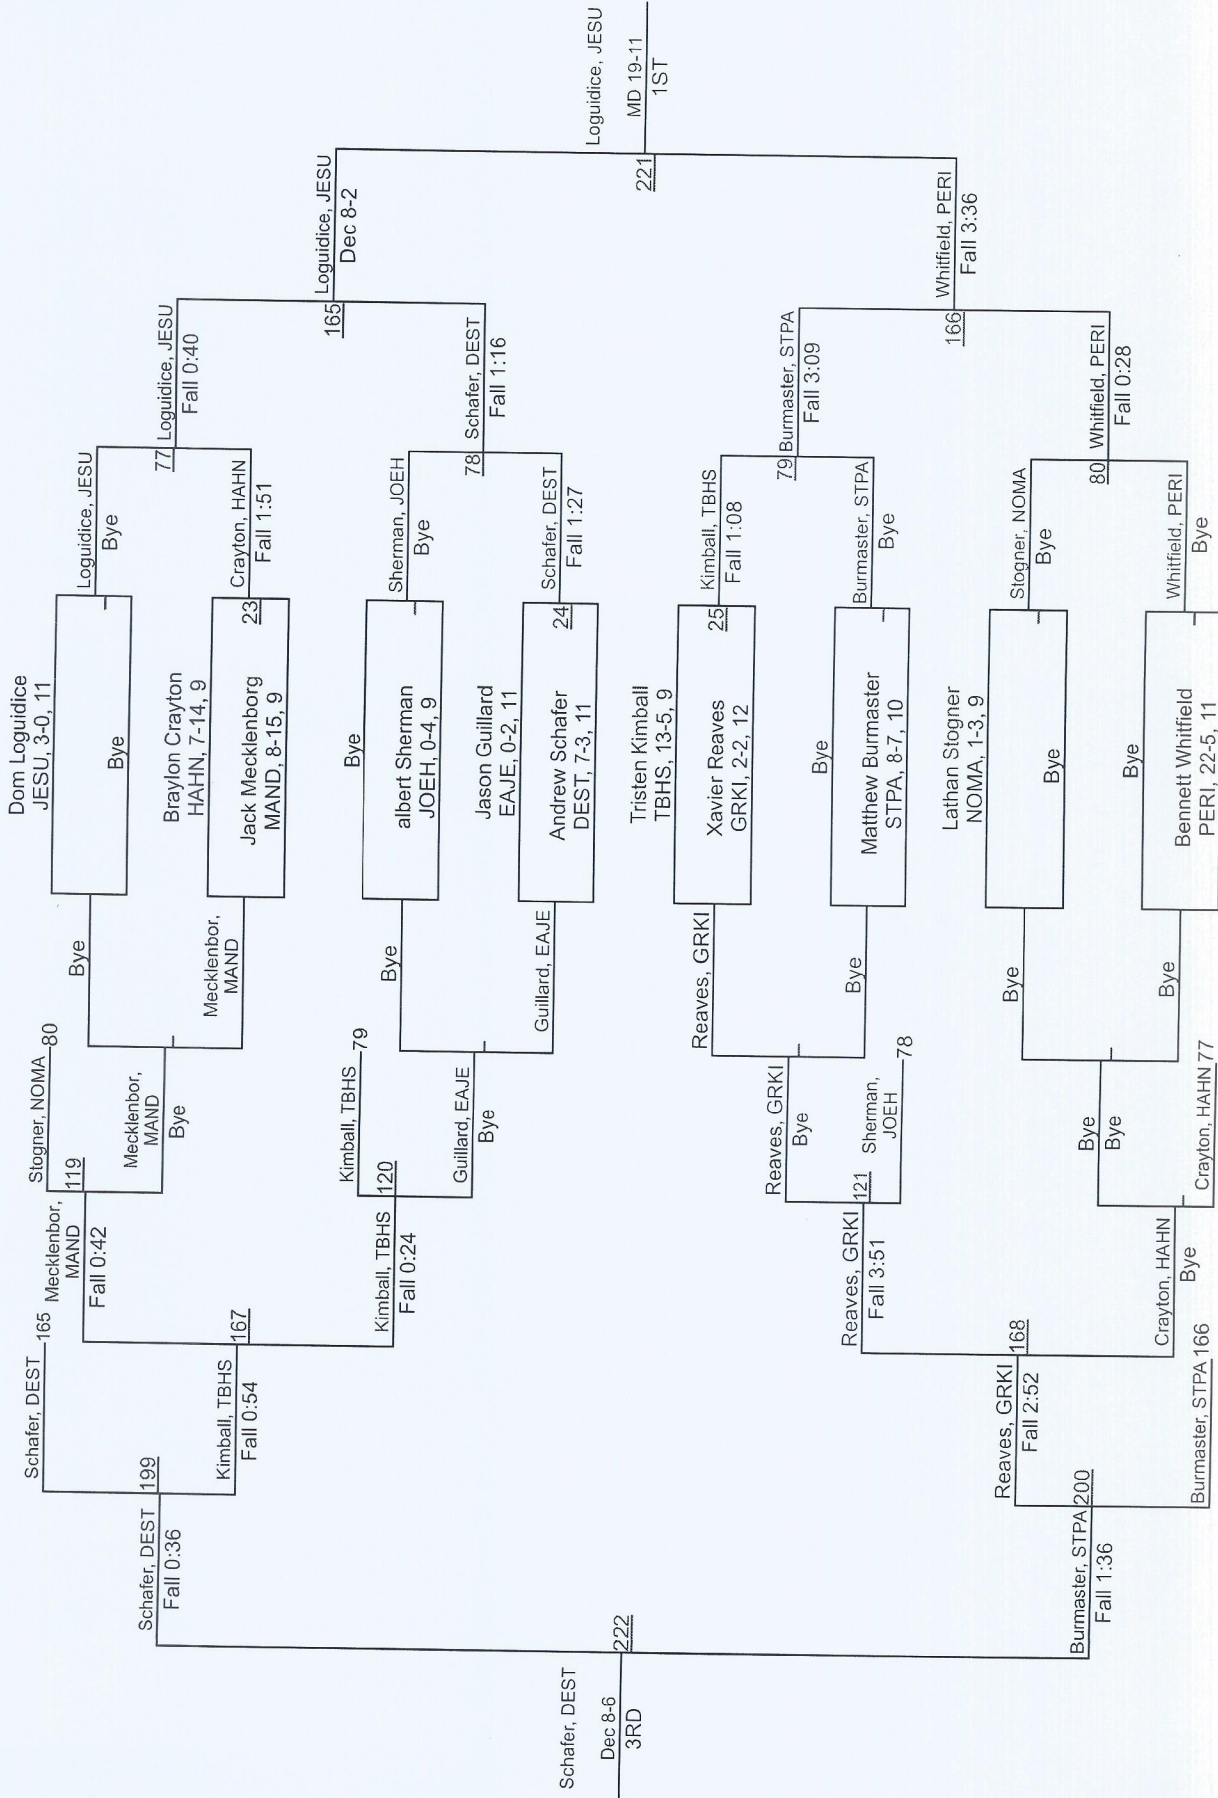 Dom Loguidice
JESU, 3-0, 11
Bye
Loguidice, JESU
Bye
Braylon Crayton
HAHN, 7-14, 9
Jack Mecklenborg
MAND, 8-15, 9
23
Crayton, HAHN
Fall 1:51
77
Loguidice, JESU
Fall 0:40
Bye
albert Sherman
JOEH, 0-4, 9
Sherman, JOEH
Bye
Jason Guillard
EAJE, 0-2, 11
Andrew Schafer
DEST, 7-3, 11
24
Schafer, DEST
Fall 1:27
78
Schafer, DEST
Fall 1:16
165
Loguidice, JESU
Dec 8-2
Tristen Kimball
TBHS, 13-5, 9
Xavier Reaves
GRKI, 2-2, 12
25
Kimball, TBHS
Fall 1:08
Bye
Matthew Burmaster
STPA, 8-7, 10
Burmaster, STPA
Bye
79
Burmaster, STPA
Fall 3:09
Lathan Stogner
NOMA, 1-3, 9
Bye
Stogner, NOMA
Bye
Bye
Bennett Whitfield
PERI, 22-5, 11
Whitfield, PERI
Bye
80
Whitfield, PERI
Fall 0:28
166
Whitfield, PERI
Fall 3:36
221
Loguidice, JESU
MD 19-11
1ST
Bye
Mecklenbor,
MAND
Stogner, NOMA
80
Mecklenbor,
MAND
Bye
119
Mecklenbor,
MAND
Fall 0:42
Bye
Guillard, EAJE
Kimball, TBHS
79
Guillard, EAJE
Bye
120
Kimball, TBHS
Fall 0:24
167
Kimball, TBHS
Fall 0:54
Schafer, DEST
165
199
Schafer, DEST
Fall 0:36
Reaves, GRKI
Bye
Reaves, GRKI
Bye
Sherman,
JOEH
78
121
Reaves, GRKI
Fall 3:51
Bye
Bye
Bye
Bye
Crayton, HAHN
77
Crayton, HAHN
Bye
168
Reaves, GRKI
Fall 2:52
Burmaster, STPA
166
200
Burmaster, STPA
Fall 1:36
222
Schafer, DEST
Dec 8-6
3RD